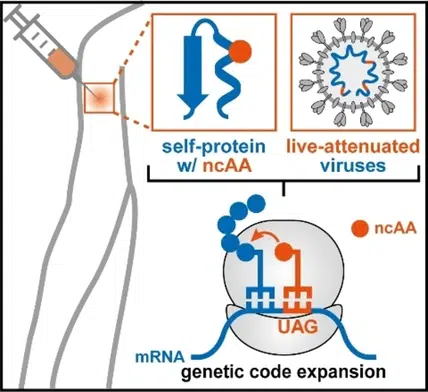 self-protein
w/ ncAA
live-attenuated
viruses
ncAA
UAG
mRNA
genetic code expansion